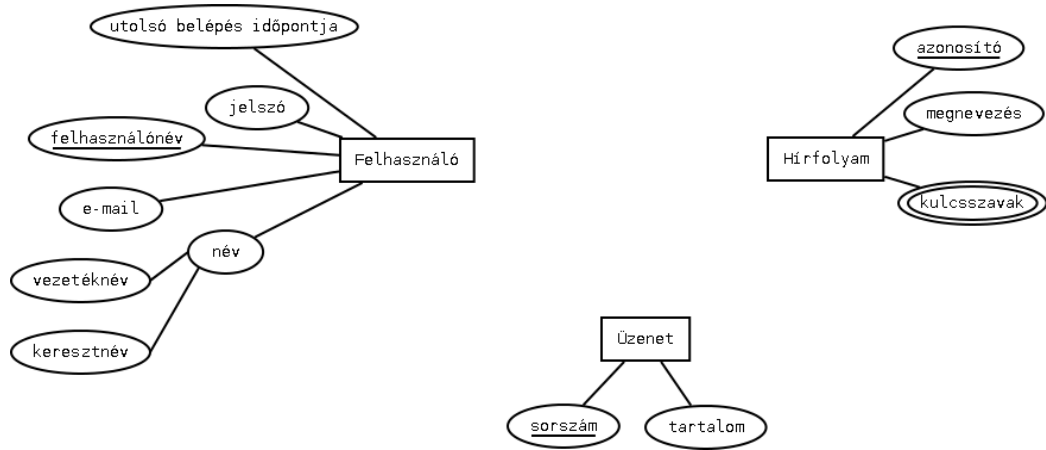 utolsó belépés időpontja
jelszó
felhasználónév
Felhasználó
e-mail
név
vezetéknév
keresztnév
azonosító
megnevezés
Hírfolyam
kulcsszavak
Üzenet
sorszám
tartalom